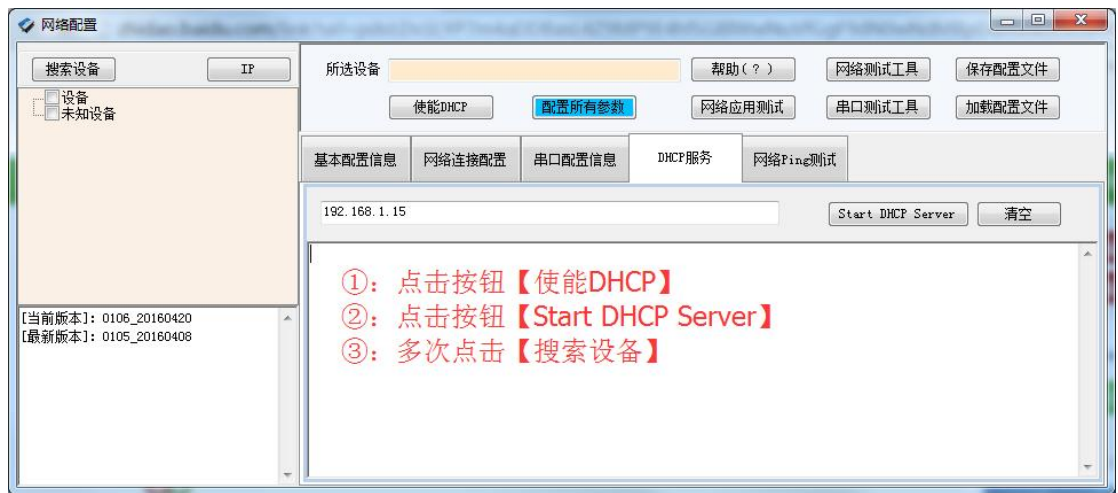 网络配置
搜索设备
IP
设备
未知设备
[当前版本]: 0106_20160420
[最新版本]: 0105_20160408
所选设备
帮助(?)
网络测试工具
保存配置文件
使能DHCP
配置所有参数
网络应用测试
串口测试工具
加载配置文件
基本配置信息
网络连接配置
串口配置信息
DHCP服务
网络Ping测试
192.168.1.15
Start DHCP Server
清空
①：点击按钮【使能DHCP】
②：点击按钮【Start DHCP Server】
③：多次点击【搜索设备】